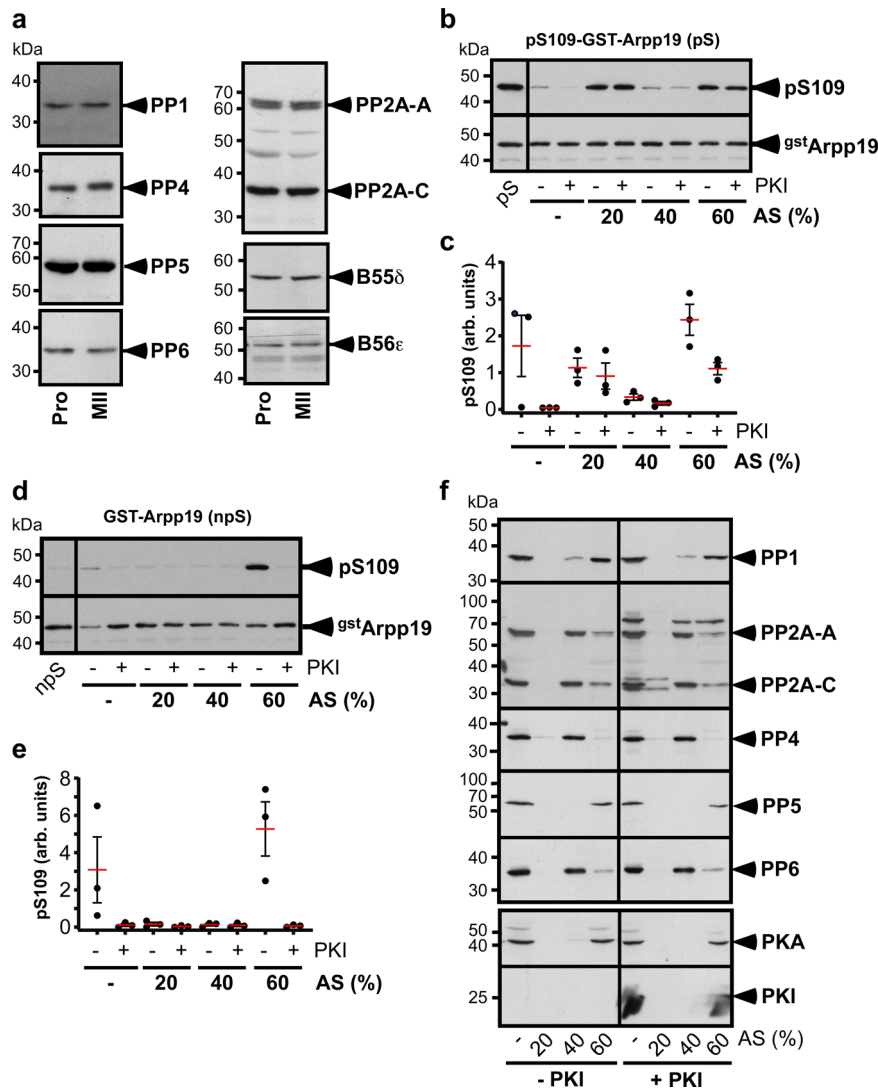 a
kDa
40
30
PP1
40
30
PP4
70
60
50
PP5
40
30
PP6
Pro
MII
70
60
50
40
30
PP2A-A
PP2A-C
60
50
B55δ
60
50
40
B56ε
Pro
MII
b
pS109-GST-Arpp19 (pS)
kDa
50
40
pS109
50
40
gstArpp19
pS
- + - + - + - + PKI
- 20 40 60 AS (%)
c
pS109 (arb. units)
4
3
2
1
0
- + - + - + - + PKI
- 20 40 60 AS (%)
d
GST-Arpp19 (npS)
kDa
50
40
pS109
50
40
gstArpp19
npS
- + - + - + - + PKI
- 20 40 60 AS (%)
e
pS109 (arb. units)
8
6
4
2
0
- + - + - + - + PKI
- 20 40 60 AS (%)
f
kDa
50
40
30
PP1
100
70
50
40
30
PP2A-A
PP2A-C
40
30
PP4
100
70
50
PP5
40
30
PP6
50
40
PKA
25
PKI
- 20 40 60 - 20 40 60 AS (%)
- PKI + PKI